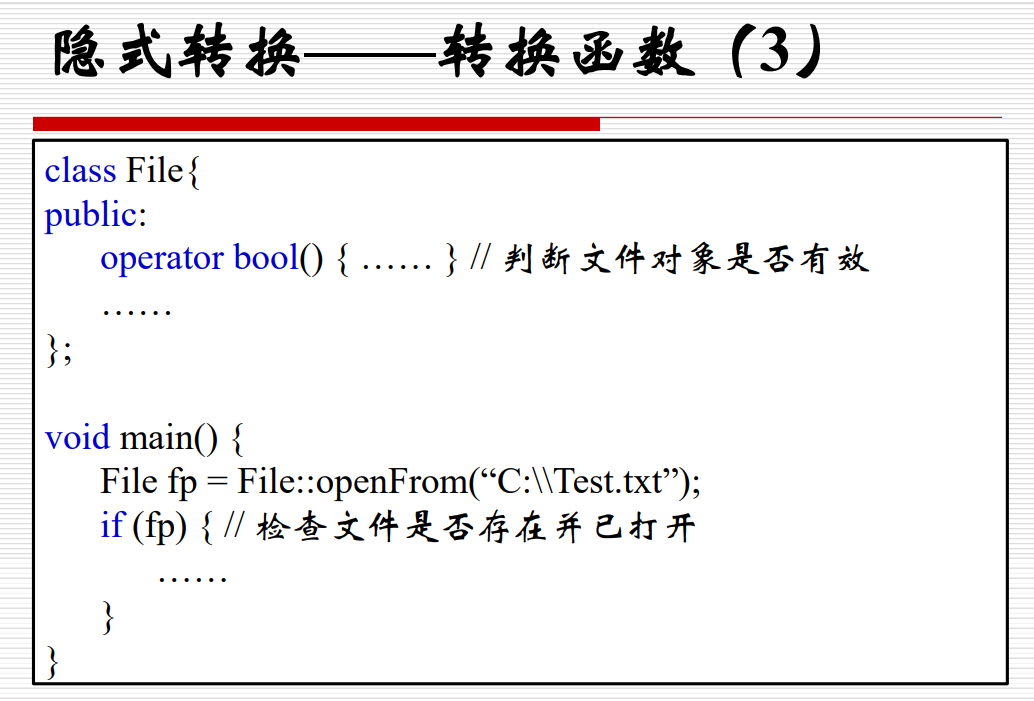 隐式转换——转换函数（3）
class File{
public:
operator bool() { …… } // 判断文件对象是否有效
……
};
void main() {
File fp = File::openFrom(“C:\\Test.txt”);
if (fp) { // 检查文件是否存在并已打开
……
}
}